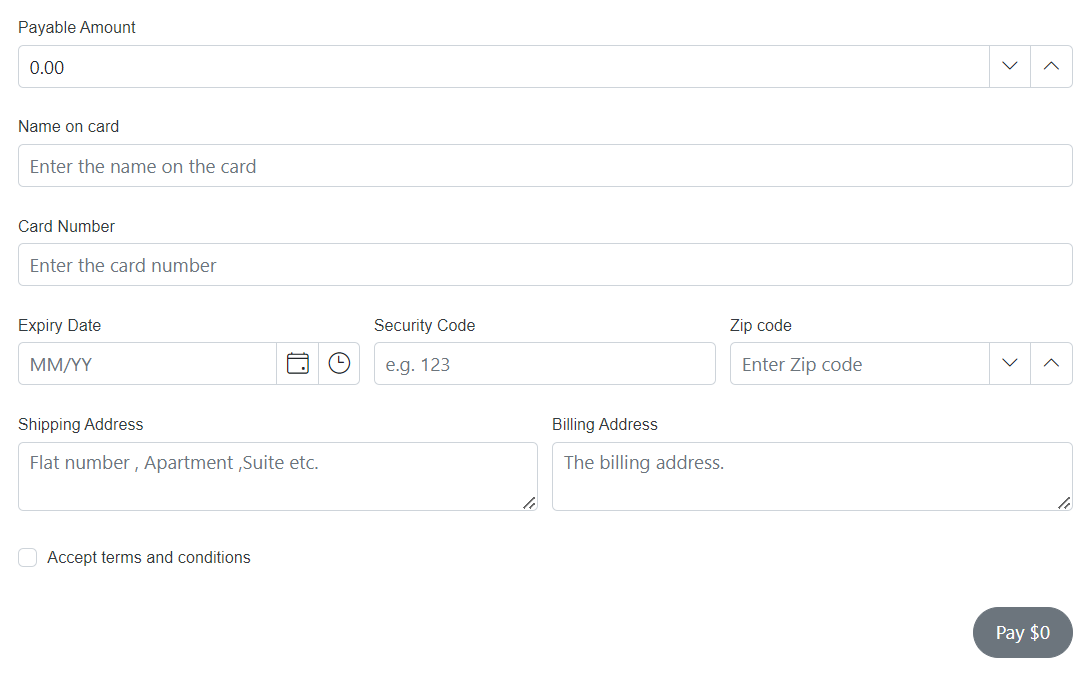 Payable Amount
0.00
Name on card
Enter the name on the card
Card Number
Enter the card number
Expiry Date Security Code Zip code
MM/YY e.g. 123 Enter Zip code
Shipping Address Billing Address
Flat number , Apartment ,Suite etc. The billing address.
Accept terms and conditions
Pay $0